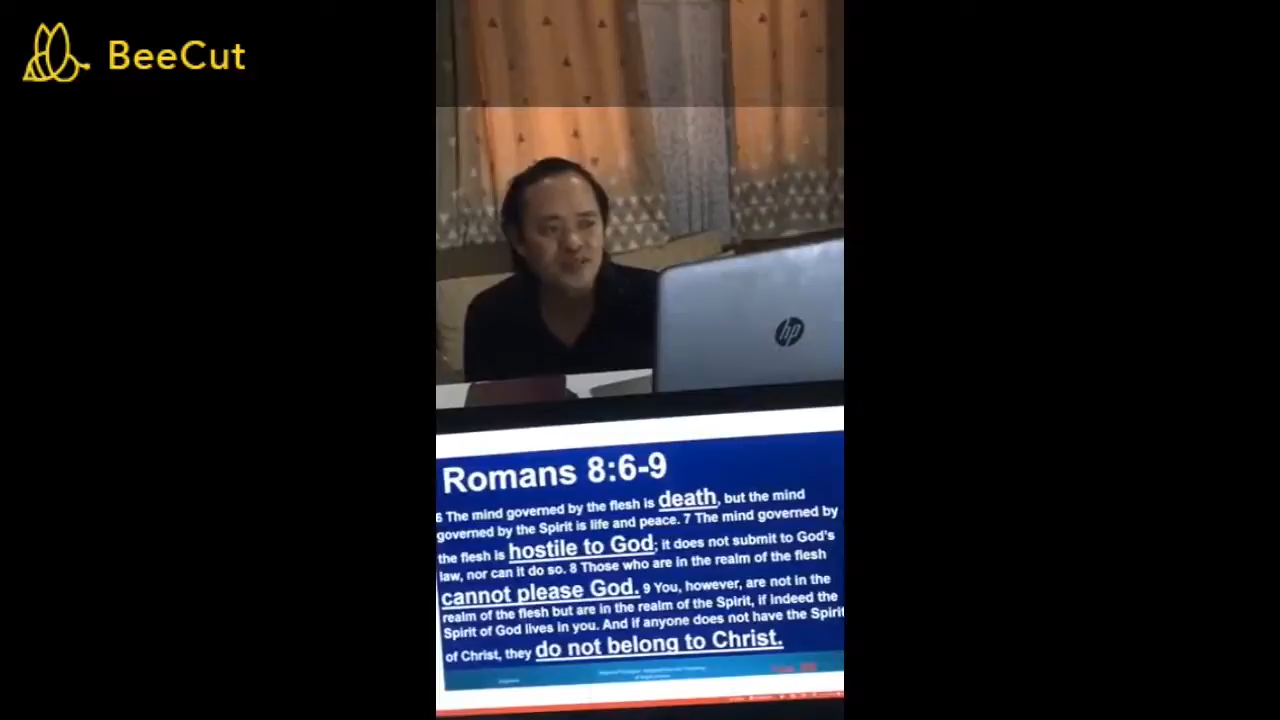 BeeCut
hp
Romans 8:6-9
6 The mind governed by the flesh is death, but the mind
governed by the Spirit is life and peace. 7 The mind governed by
the flesh is hostile to God; it does not submit to God's
law, nor can it do so. 8 Those who are in the realm of the flesh
cannot please God. 9 You, however, are not in the
realm of the flesh but are in the realm of the Spirit, if indeed the
Spirit of God lives in you. And if anyone does not have the Spirit
of Christ, they do not belong to Christ.